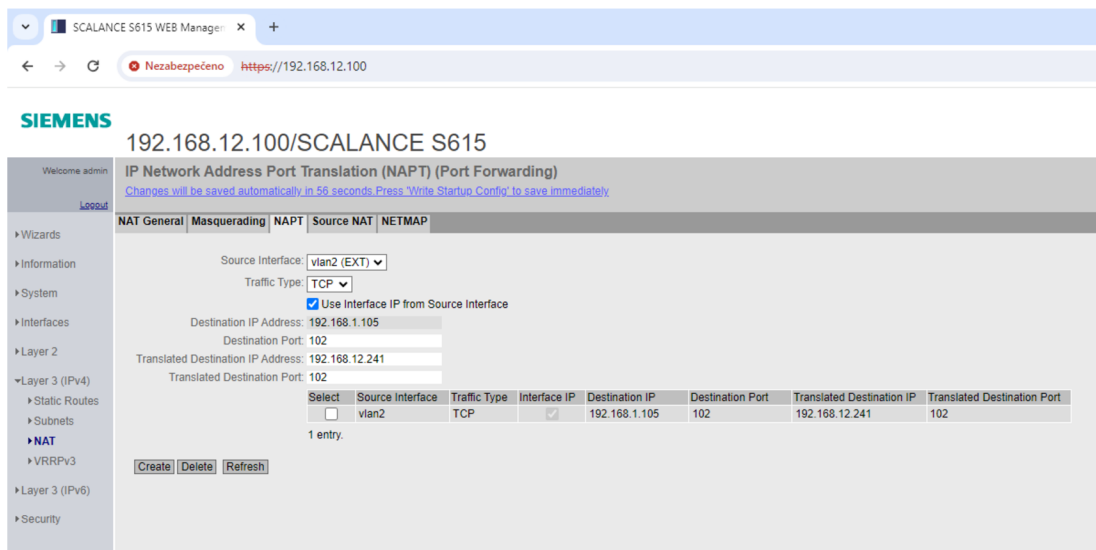 SCALANCE S615 WEB Manager
Nezabezpečeno https://192.168.12.100
SIEMENS
192.168.12.100/SCALANCE S615
Welcome admin
Logout
IP Network Address Port Translation (NAPT) (Port Forwarding)
Changes will be saved automatically in 56 seconds.Press 'Write Startup Config' to save immediately
NAT General Masquerading NAPT Source NAT NETMAP
Wizards
Information
System
Interfaces
Layer 2
Layer 3 (IPv4)
Static Routes
Subnets
NAT
VRRPv3
Layer 3 (IPv6)
Security
Source Interface: vlan2 (EXT)
Traffic Type: TCP
Use Interface IP from Source Interface
Destination IP Address: 192.168.1.105
Destination Port: 102
Translated Destination IP Address: 192.168.12.241
Translated Destination Port: 102
Select Source Interface Traffic Type Interface IP Destination IP Destination Port Translated Destination IP Translated Destination Port
vlan2 TCP 192.168.1.105 102 192.168.12.241 102
1 entry.
Create Delete Refresh